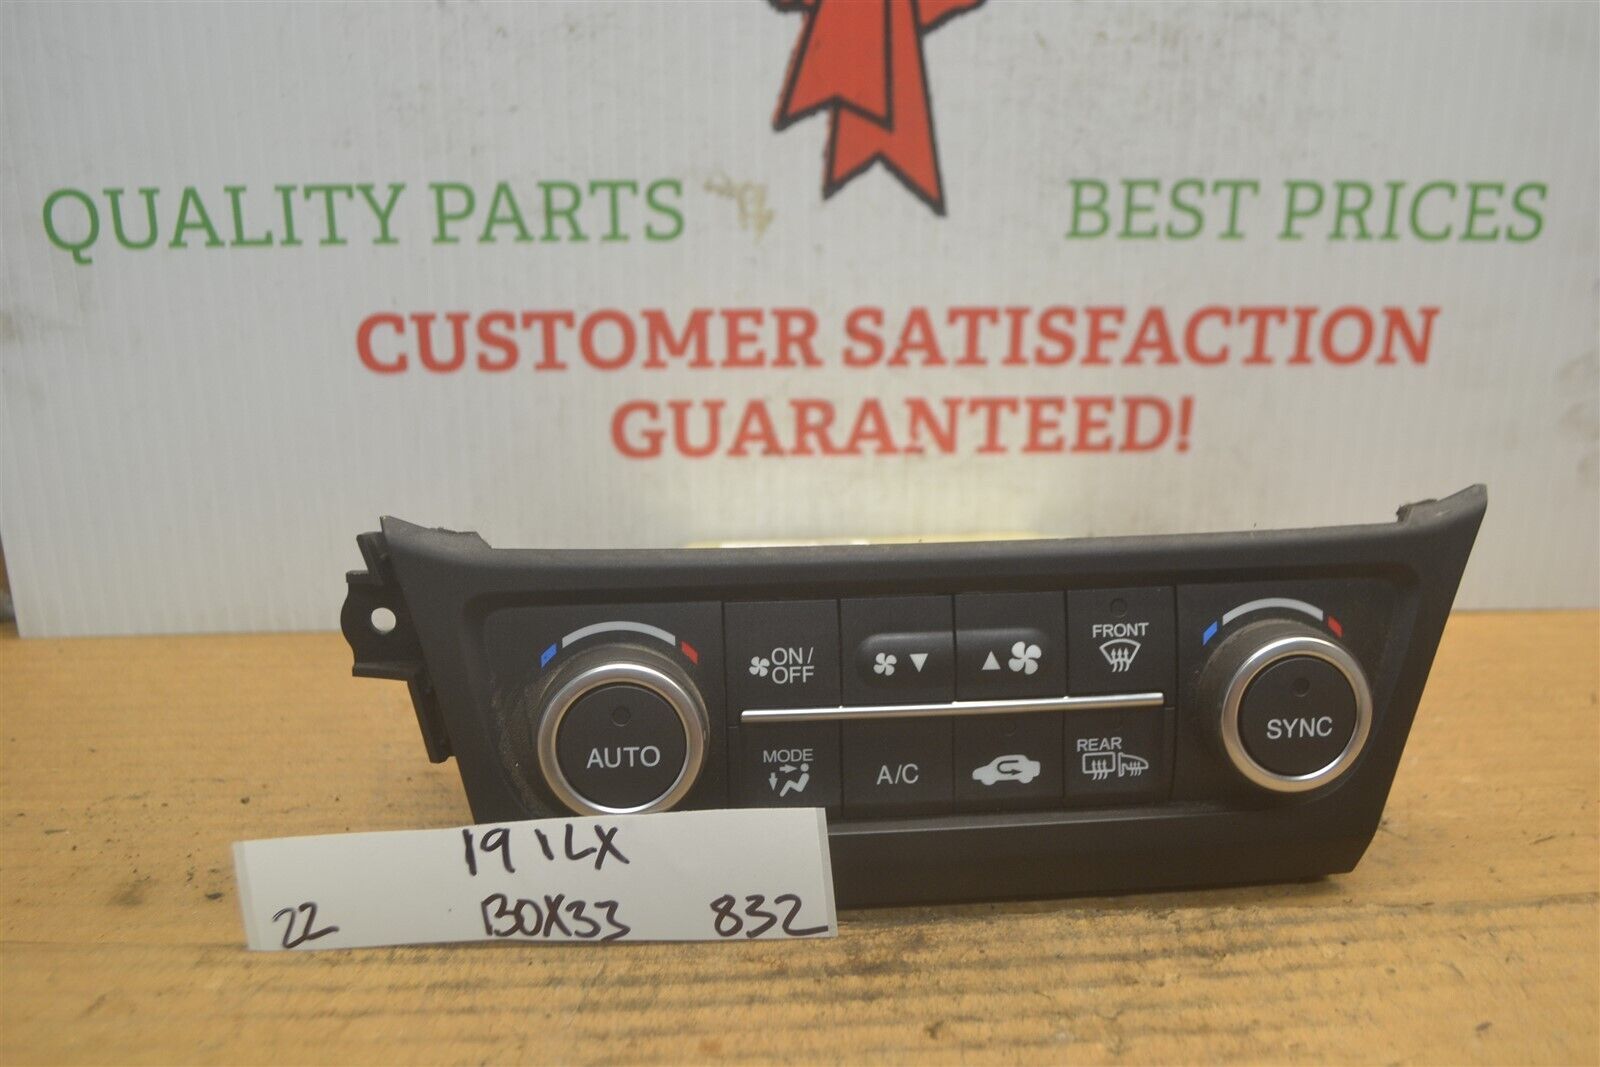 QUALITY PARTS
BEST PRICES
CUSTOMER SATISFACTION
GUARANTEED!
ON/
OFF
FRONT
AUTO
MODE
A/C
REAR
SYNC
19 ILX
22 BOX33 832